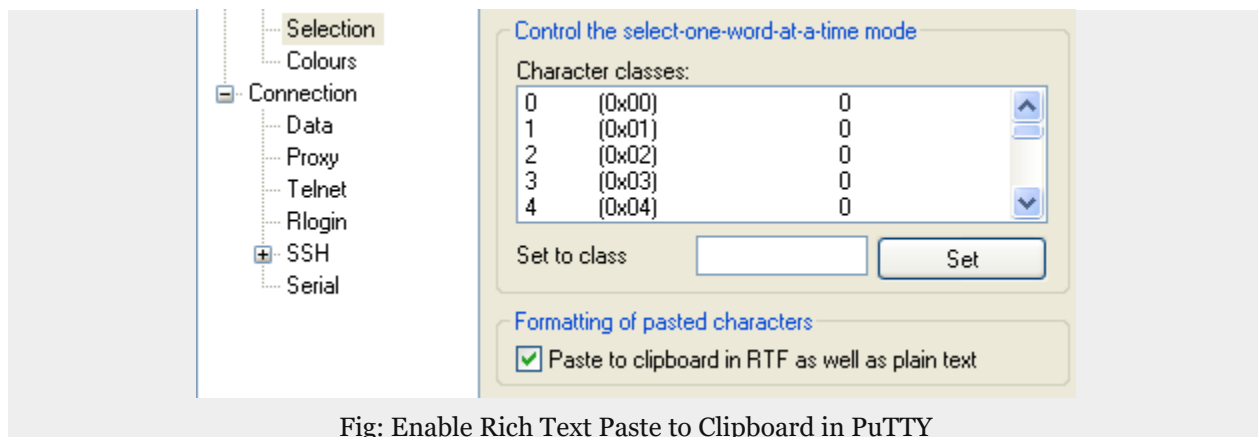 Selection
Colours
Connection
Data
Proxy
Telnet
Rlogin
SSH
Serial
Control the select-one-word-at-a-time mode
Character classes:
0 (0x00) 0
1 (0x01) 0
2 (0x02) 0
3 (0x03) 0
4 (0x04) 0
Set to class Set
Formatting of pasted characters
Paste to clipboard in RTF as well as plain text
Fig: Enable Rich Text Paste to Clipboard in PuTTY